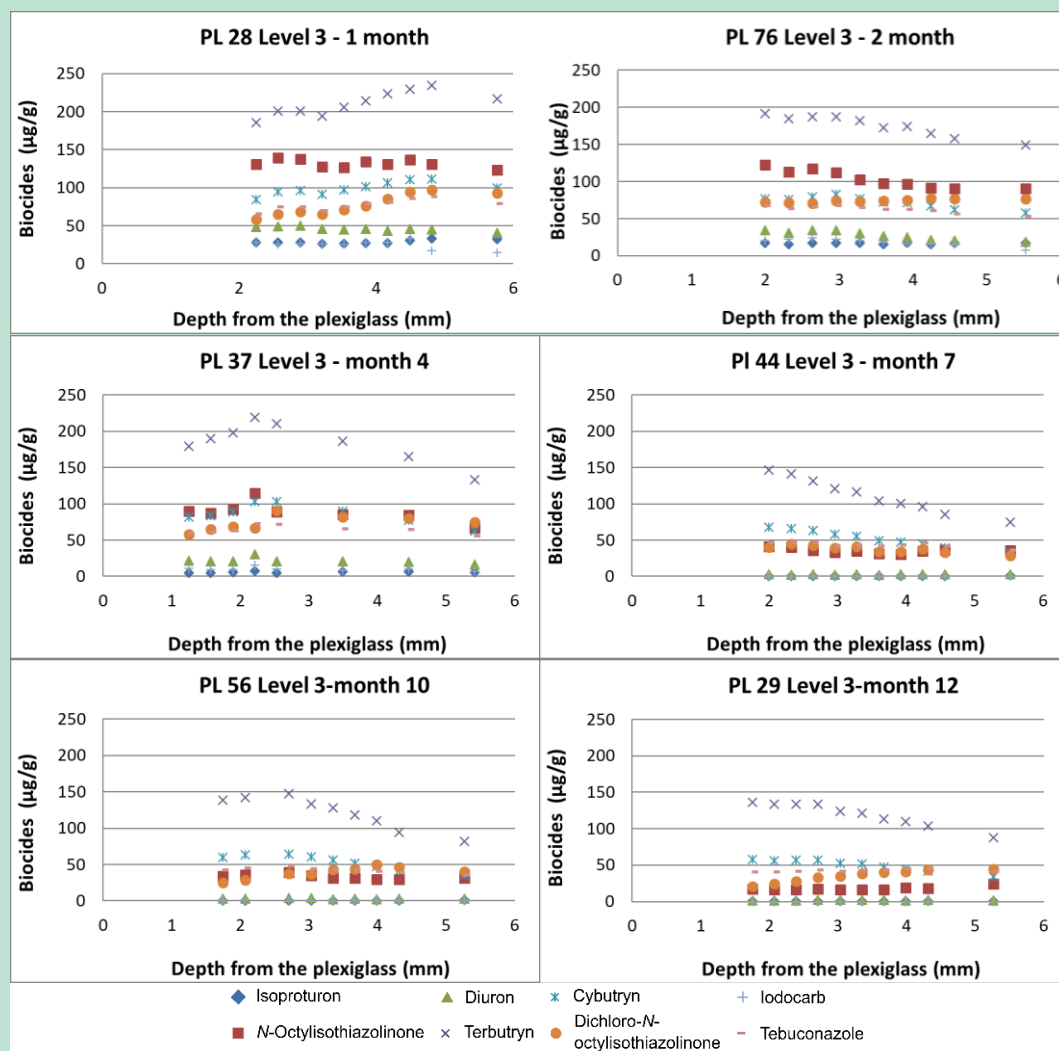 PL 28 Level 3 - 1 month
Biocides (µg/g)
250
200
150
100
50
0
0 2 4 6
Depth from the plexiglass (mm)
PL 76 Level 3 - 2 month
Biocides (µg/g)
200
150
100
50
0
0 1 2 3 4 5 6
Depth from the plexiglass (mm)
PL 37 Level 3 - month 4
Biocides (µg/g)
250
200
150
100
50
0
0 1 2 3 4 5 6
Depth from the plexiglass (mm)
Pl 44 Level 3 - month 7
Biocides (µg/g)
250
200
150
100
50
0
0 1 2 3 4 5 6
Depth from the plexiglass (mm)
PL 56 Level 3-month 10
Biocides (µg/g)
250
200
150
100
50
0
0 1 2 3 4 5 6
Depth from the plexiglass (mm)
PL 29 Level 3-month 12
Biocides (µg/g)
250
200
150
100
50
0
0 1 2 3 4 5 6
Depth from the plexiglass (mm)
Isoproturon Diuron Cybutryn Iodocarb
N-Octylisothiazolinone Terbutryn Dichloro-N-
octylisothiazolinone Tebuconazole